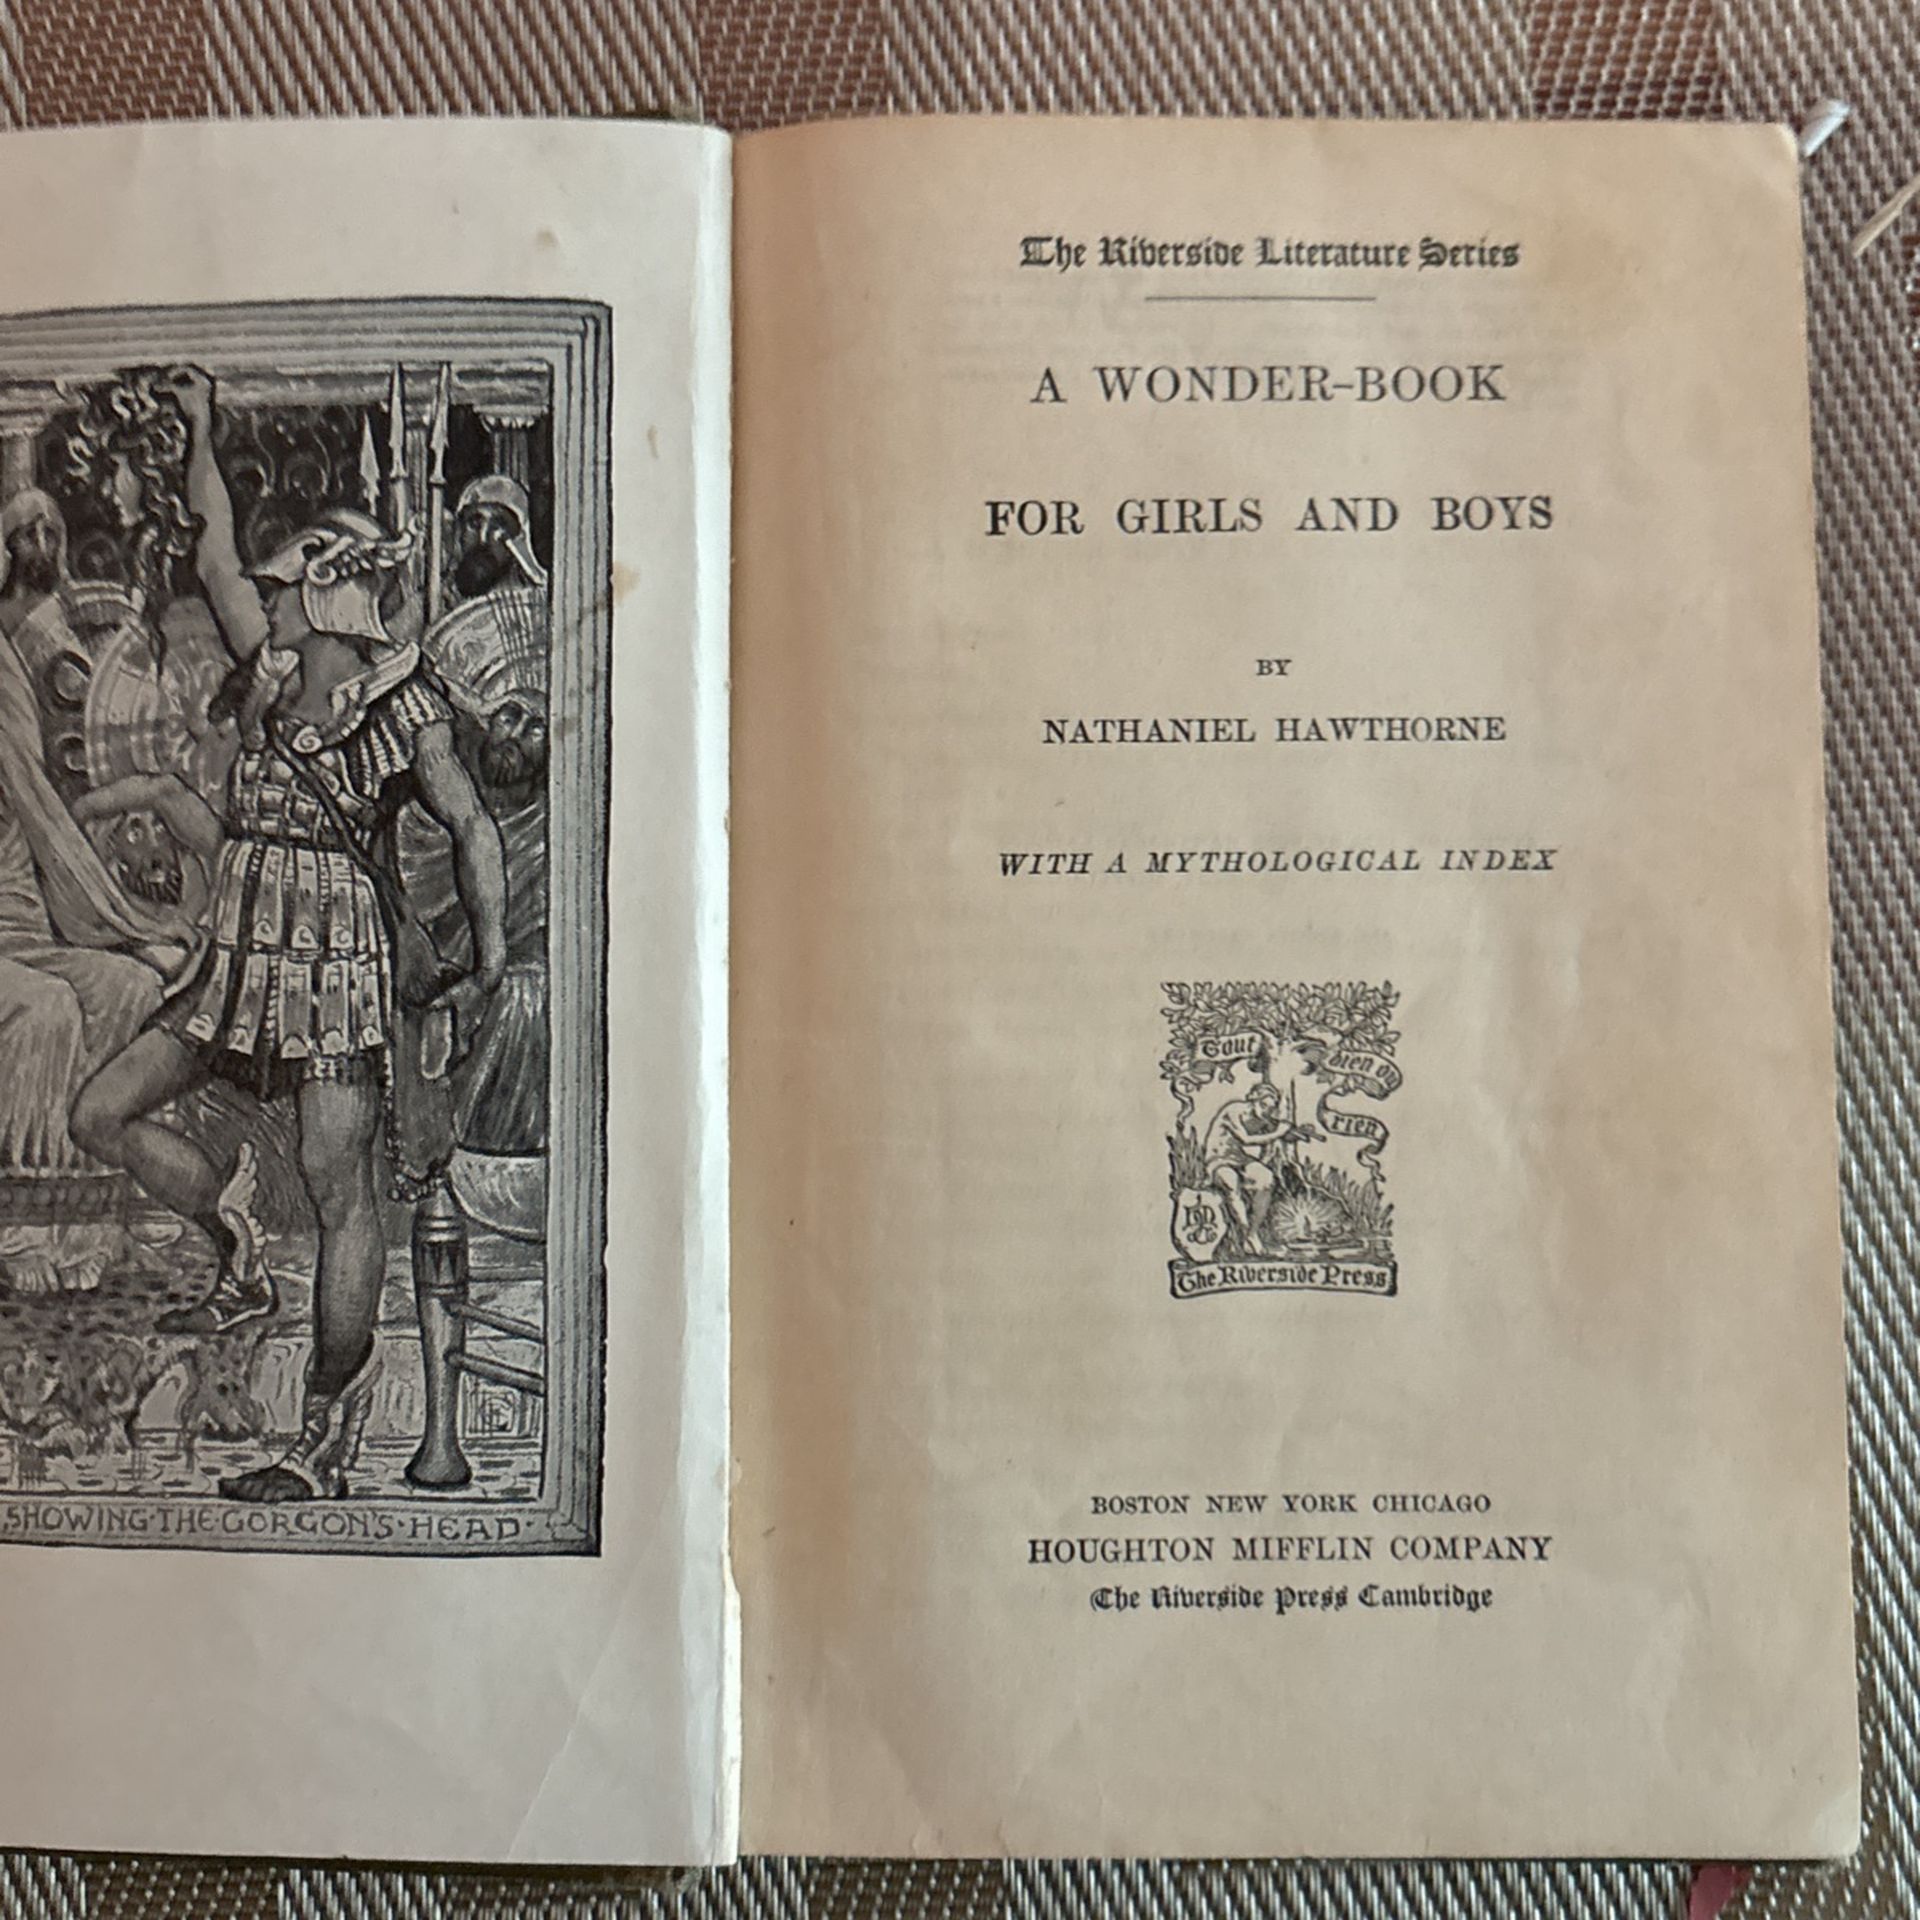 SHOWING·THE·GORGON'S·HEAD·
The Riverside Literature Series
A WONDER-BOOK
FOR GIRLS AND BOYS
BY
NATHANIEL HAWTHORNE
WITH A MYTHOLOGICAL INDEX
Tout
bien ou
rien
The Riverside Press
BOSTON NEW YORK CHICAGO
HOUGHTON MIFFLIN COMPANY
The Riverside Press Cambridge